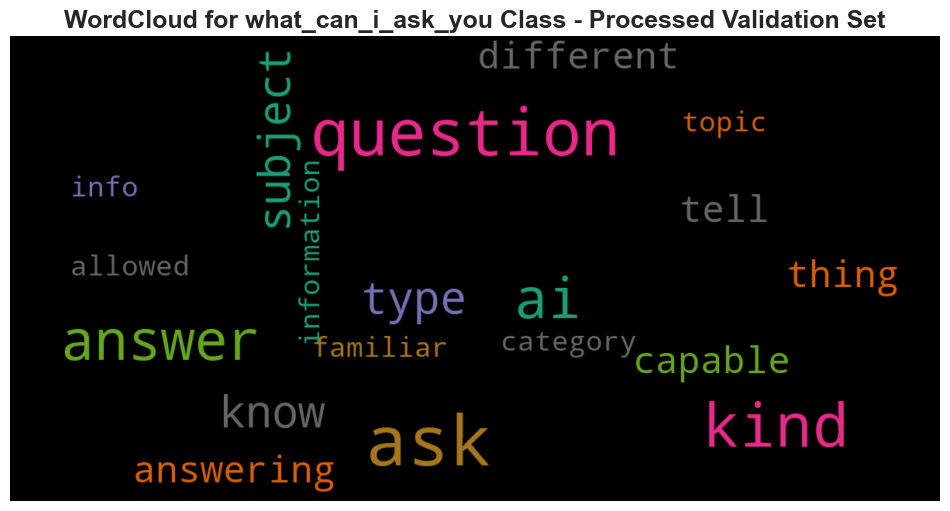 WordCloud for what_can_i_ask_you Class - Processed Validation Set
different
subject
question
topic
info
information
tell
allowed
thing
type
ai
answer
familiar
category
capable
know
ask
kind
answering